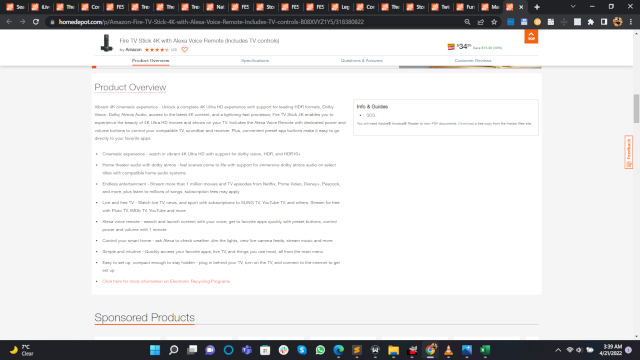 homedepot.com/p/Amazon-Fire-TV-Stick-4K-with-Alexa-Voice-Remote-Includes-TV-controls-B08XVYZ1Y5/316380822
Fire TV Stick 4K with Alexa Voice Remote (Includes TV controls)
by Amazon
$34
TOP
Product Overview
Specifications
Questions & Answers
Customer Reviews
Product Overview
Vibrant 4K cinematic experience - Unlock a complete 4K Ultra HD experience with support for leading HDR formats, Dolby
Vision, Dolby Atmos Audio, access to the latest 4K content, and a lightning fast processor, Fire TV Stick 4K enables you to
experience the beauty of 4K Ultra HD movies and shows on your TV. Includes the Alexa Voice Remote with dedicated power and
volume buttons to control your compatible TV, soundbar and receiver. Plus, convenient preset app buttons make it easy to go
directly to your favorite apps.
Cinematic experience - watch in vibrant 4K Ultra HD with support for dolby vision, HDR, and HDR10+
Home theater audio with dolby atmos - feel scenes come to life with support for immersive dolby atmos audio on select
titles with compatible home audio systems
Endless entertainment - Stream more than 1 million movies and TV episodes from Netflix, Prime Video, Disney+, Peacock,
and more, plus listen to millions of songs, subscription fees may apply
Live and free TV - Watch live TV, news, and sport with subscriptions to SLING TV, YouTube TV, and others. Stream for free
with Pluto TV, IMDb TV, YouTube and more
Alexa voice remote - search and launch content with your voice, get to favorite apps quickly with preset buttons, control
power and volume with 1 remote
Control your smart home - ask Alexa to check weather, dim the lights, view live camera feeds, stream music and more
Simple and intuitive - Quickly access your favorite apps, live TV, and things you use most, all from the main menu
Easy to set up, compact enough to stay hidden - plug in behind your TV, turn on the TV, and connect to the internet to get
set up
Click here for more information on Electronic Recycling Programs
Info & Guides
SDS
You will need Adobe® Acrobat® Reader to view PDF documents. Download a free copy from the Adobe Web site.
Feedback
Sponsored Products
7°C
Clear
3:39 AM
4/21/2022